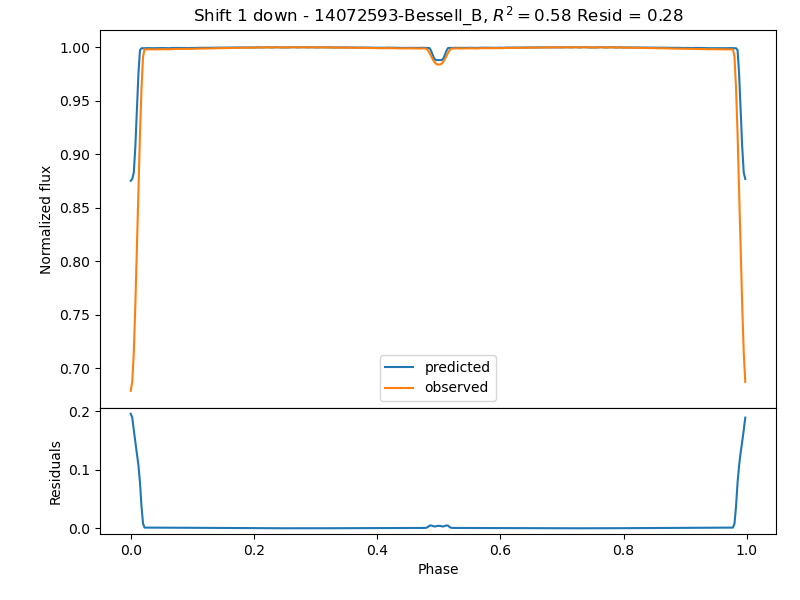 Shift 1 down - 14072593-Bessell_B, $R^2 = 0.58$ Resid = 0.28
1.00
0.95
0.90
0.85
0.80
0.75
0.70
Normalized flux
predicted
observed
0.2
0.1
0.0
Residuals
0.0 0.2 0.4 0.6 0.8 1.0
Phase